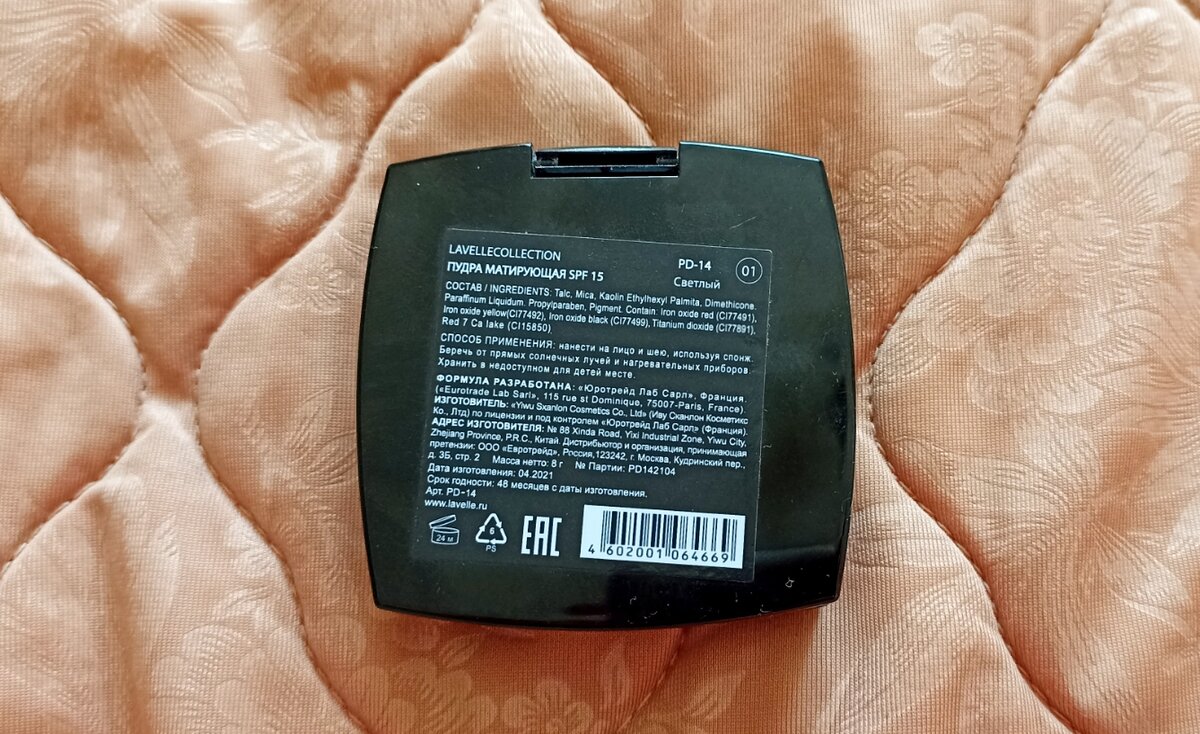 LAVELLECOLLECTION
ПУДРА МАТИРУЮЩАЯ SPF 15
PD-14
Светлый
01
СОСТАВ / INGREDIENTS: Talc, Mica, Kaolin Ethylhexyl Palmita, Dimethicone.
Paraffinum Liquidum. Propylparaben, Pigment. Contain: Iron oxide red (CI77491),
Iron oxide yellow(CI77492), Iron oxide black (CI77499), Titanium dioxide (CI77891),
Red 7 Ca lake (CI15850)
СПОСОБ ПРИМЕНЕНИЯ: нанести на лицо и шею, используя спонж.
Беречь от прямых солнечных лучей и нагревательных приборов.
Хранить в недоступном для детей месте.
ФОРМУЛА РАЗРАБОТАНА: «Юротрейд Лаб Сарл», Франция.
(«Eurotrade Lab Sarl», 115 rue st Dominique, 75007-Paris, France).
ИЗГОТОВИТЕЛЬ: «Yiwu Sxanlon Cosmetics Co., Ltd» (Иву Сканлон Косметикс
Ко., Лтд) по лицензии и под контролем «Юротрейд Лаб Сарл» (Франция).
АДРЕС ИЗГОТОВИТЕЛЯ: № 88 Xinda Road, Yixi Industrial Zone, Yiwu City,
Zhejiang Province, P.R.C., Китай. Дистрибьютор и организация, принимающая
претензии: ООО «Евротрейд», Россия,123242, г. Москва, Кудринский пер.,
д. 3Б, стр. 2 Масса нетто: 8 г № Партии: PD142104
Дата изготовления: 04.2021
Срок годности: 48 месяцев с даты изготовления.
Арт. PD-14
www.lavelle.ru
24 м
6
PS
EAC
4 602001 064669